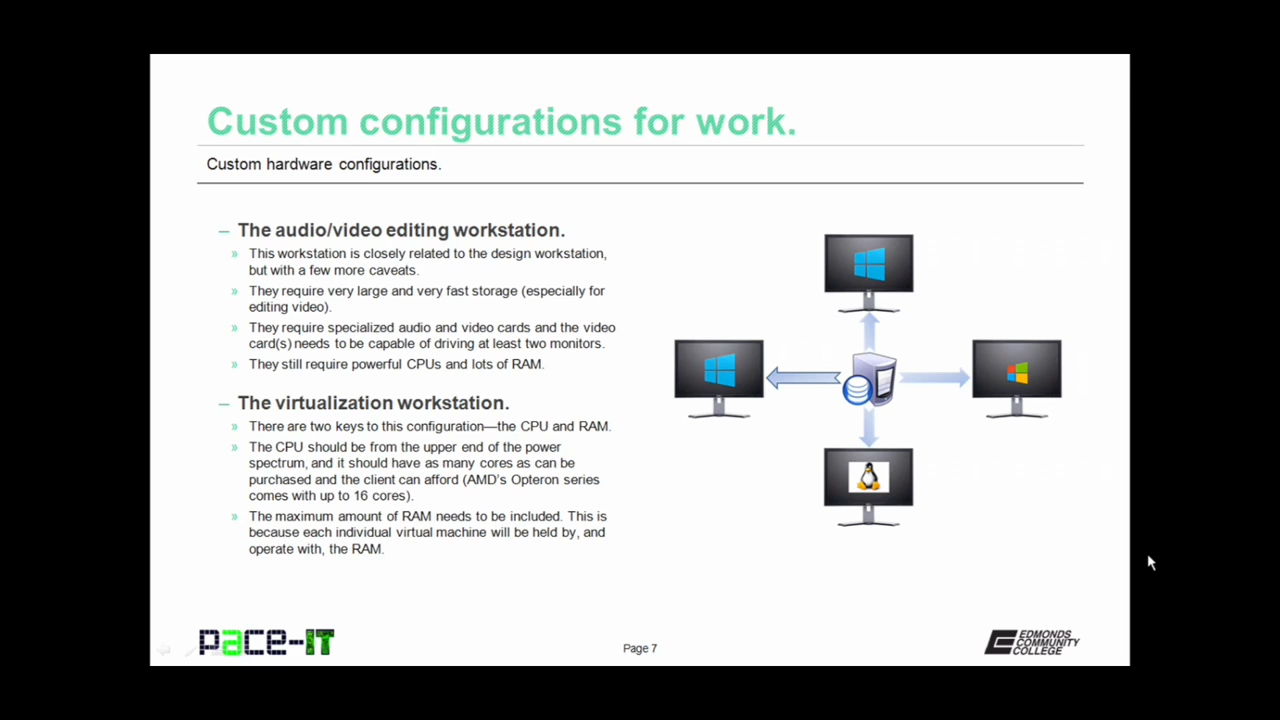 Custom configurations for work.
Custom hardware configurations.
– The audio/video editing workstation.
» This workstation is closely related to the design workstation,
but with a few more caveats.
» They require very large and very fast storage (especially for
editing video).
» They require specialized audio and video cards and the video
card(s) needs to be capable of driving at least two monitors.
» They still require powerful CPUs and lots of RAM.
– The virtualization workstation.
» There are two keys to this configuration—the CPU and RAM.
» The CPU should be from the upper end of the power
spectrum, and it should have as many cores as can be
purchased and the client can afford (AMD's Opteron series
comes with up to 16 cores).
» The maximum amount of RAM needs to be included. This is
because each individual virtual machine will be held by, and
operate with, the RAM.
pace-IT
Page 7
EDMONDS
COMMUNITY
COLLEGE